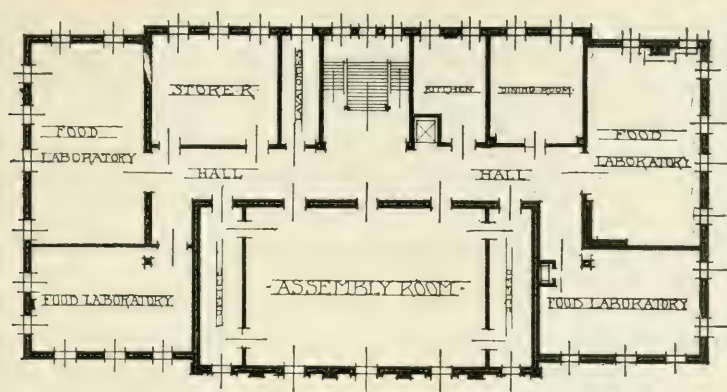 STORE R
LAVATORIES
KITCHEN
DINING ROOM
FOOD
LABORATORY
FOOD
LABORATORY
HALL
HALL
OFFICE
-ASSEMBLY ROOM-
FOOD LABORATORY
FOOD LABORATORY